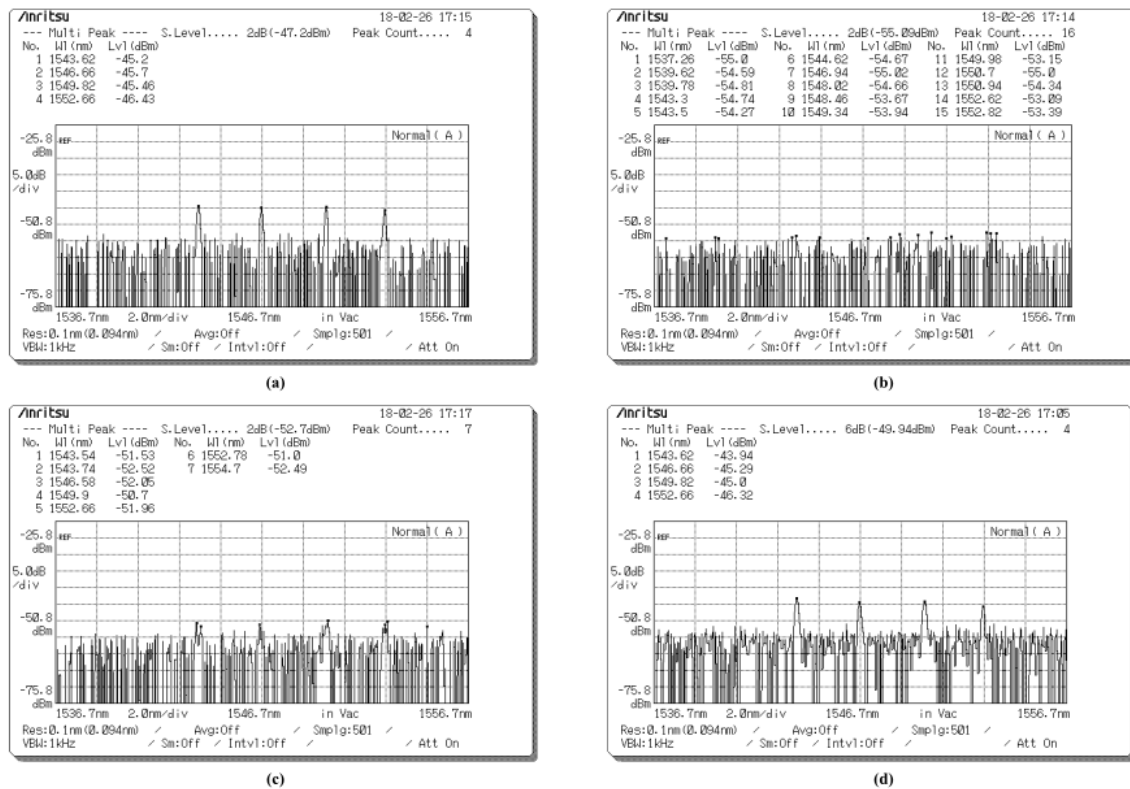 Anritsu 18-02-26 17:15
--- Multi Peak ---- S.Level..... 2dB(-47.2dBm) Peak Count..... 4
No. Wl(nm) Lvl(dBm)
1 1543.62 -45.2
2 1546.66 -45.7
3 1549.82 -45.46
4 1552.66 -46.43
Normal(A)
-25.8 REF
dBm
5.0dB
/div
-50.8
dBm
-75.8
dBm
1536.7nm 2.0nm/div 1546.7nm in Vac 1556.7nm
Res:0.1nm(0.094nm) / Avg:Off / Smplg:501 /
VBW:1kHz / Sm:Off / Intvl:Off / / Att On
(a)
Anritsu 18-02-26 17:14
--- Multi Peak ---- S.Level..... 2dB(-55.09dBm) Peak Count..... 16
No. Wl(nm) Lvl(dBm) No. Wl(nm) Lvl(dBm) No. Wl(nm) Lvl(dBm)
1 1537.26 -55.0 6 1544.62 -54.67 11 1549.98 -53.15
2 1539.62 -54.59 7 1546.94 -55.02 12 1550.7 -55.0
3 1539.78 -54.81 8 1548.02 -54.66 13 1550.94 -54.34
4 1543.3 -54.74 9 1548.46 -53.67 14 1552.62 -53.09
5 1543.5 -54.27 10 1549.34 -53.94 15 1552.82 -53.39
Normal(A)
-25.8 REF
dBm
5.0dB
/div
-50.8
dBm
-75.8
dBm
1536.7nm 2.0nm/div 1546.7nm in Vac 1556.7nm
Res:0.1nm(0.094nm) / Avg:Off / Smplg:501 /
VBW:1kHz / Sm:Off / Intvl:Off / / Att On
(b)
Anritsu 18-02-26 17:17
--- Multi Peak ---- S.Level..... 2dB(-52.7dBm) Peak Count..... 7
No. Wl(nm) Lvl(dBm) No. Wl(nm) Lvl(dBm)
1 1543.54 -51.53 6 1552.78 -51.0
2 1543.74 -52.52 7 1554.7 -52.49
3 1546.58 -52.05
4 1549.9 -50.7
5 1552.66 -51.96
Normal(A)
-25.8 REF
dBm
5.0dB
/div
-50.8
dBm
-75.8
dBm
1536.7nm 2.0nm/div 1546.7nm in Vac 1556.7nm
Res:0.1nm(0.094nm) / Avg:Off / Smplg:501 /
VBW:1kHz / Sm:Off / Intvl:Off / / Att On
(c)
Anritsu 18-02-26 17:05
--- Multi Peak ---- S.Level..... 6dB(-49.94dBm) Peak Count..... 4
No. Wl(nm) Lvl(dBm)
1 1543.62 -43.94
2 1546.66 -45.29
3 1549.82 -45.0
4 1552.66 -46.32
Normal(A)
-25.8 REF
dBm
5.0dB
/div
-50.8
dBm
-75.8
dBm
1536.7nm 2.0nm/div 1546.7nm in Vac 1556.7nm
Res:0.1nm(0.094nm) / Avg:Off / Smplg:501 /
VBW:1kHz / Sm:Off / Intvl:Off / / Att On
(d)